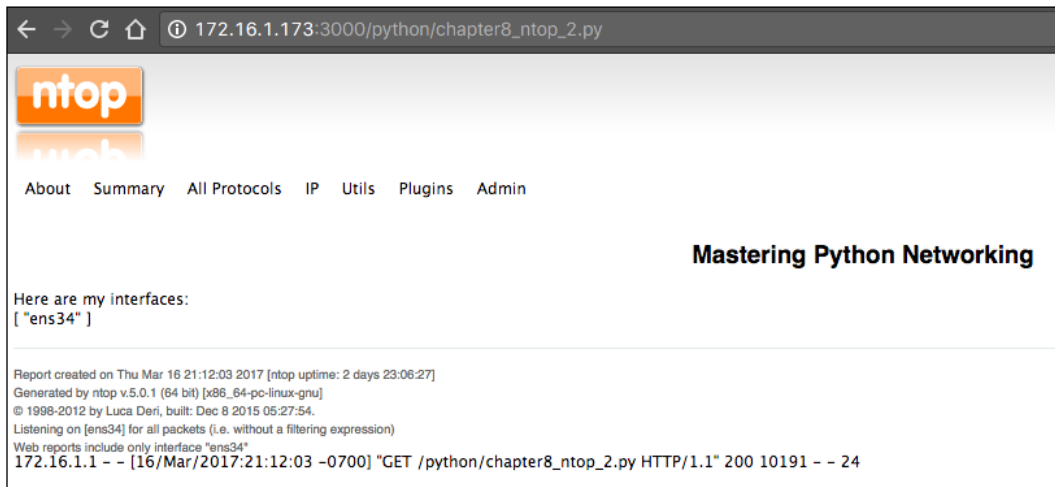 172.16.1.173:3000/python/chapter8_ntop_2.py
ntop
About Summary All Protocols IP Utils Plugins Admin
Mastering Python Networking
Here are my interfaces:
[ "ens34" ]
Report created on Thu Mar 16 21:12:03 2017 [ntop uptime: 2 days 23:06:27]
Generated by ntop v.5.0.1 (64 bit) [x86_64-pc-linux-gnu]
© 1998-2012 by Luca Deri, built: Dec 8 2015 05:27:54.
Listening on [ens34] for all packets (i.e. without a filtering expression)
Web reports include only interface "ens34"
172.16.1.1 - - [16/Mar/2017:21:12:03 -0700] "GET /python/chapter8_ntop_2.py HTTP/1.1" 200 10191 - - 24